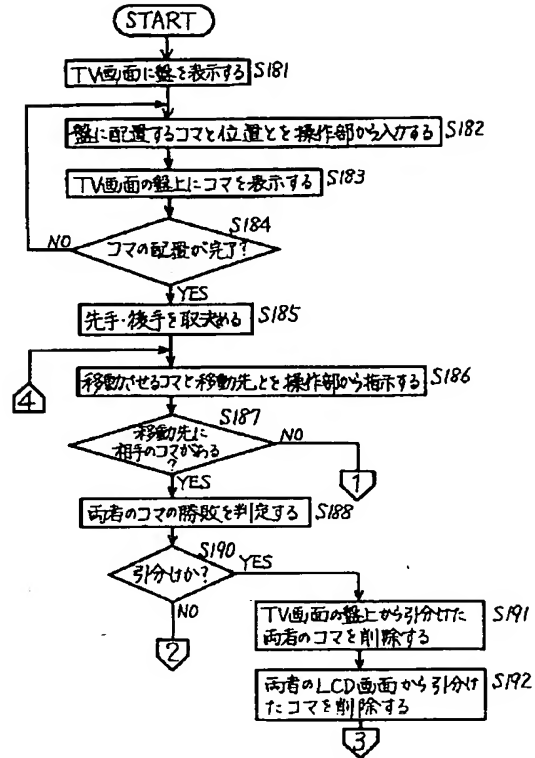 START
TV画面に盤を表示する S181
盤に配置するコマと位置とを操作部から入力する S182
TV画面の盤上にコマを表示する S183
S184
NO コマの配置が完了?
YES
先手・後手を取決める S185
4
移動させるコマと移動先とを操作部から指示する S186
S187
移動先に
相手のコマがある
?
NO
1
YES
両者のコマの勝敗を判定する S188
S190
引分けか? YES
NO
2
TV画面の盤上から引分けた
両者のコマを削除する
S191
両者のLCD画面から引分け
たコマを削除する
S192
3